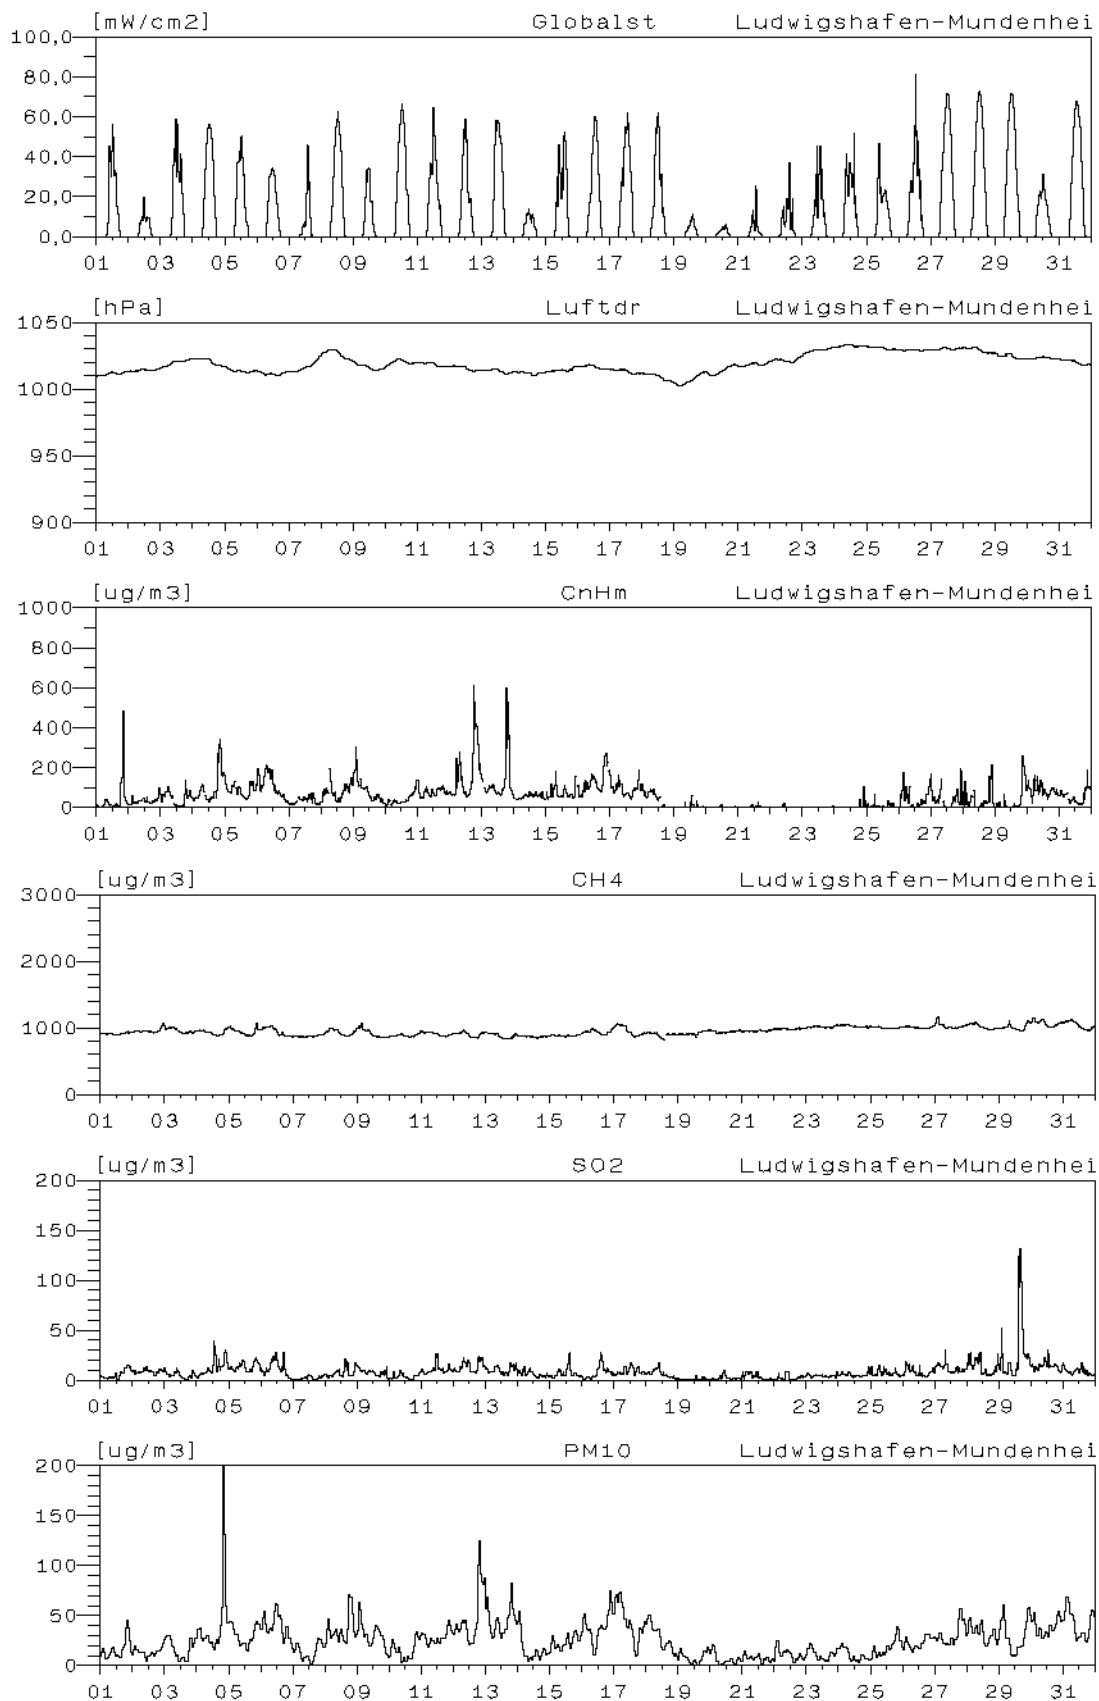 [mW/cm2] Globalst Ludwigshafen-Mundenhei
100,0
80,0
60,0
40,0
20,0
0,0
01 03 05 07 09 11 13 15 17 19 21 23 25 27 29 31
[hPa] Luftdr Ludwigshafen-Mundenhei
1050
1000
950
900
01 03 05 07 09 11 13 15 17 19 21 23 25 27 29 31
[ug/m3] CnHm Ludwigshafen-Mundenhei
1000
800
600
400
200
0
01 03 05 07 09 11 13 15 17 19 21 23 25 27 29 31
[ug/m3] CH4 Ludwigshafen-Mundenhei
3000
2000
1000
0
01 03 05 07 09 11 13 15 17 19 21 23 25 27 29 31
[ug/m3] SO2 Ludwigshafen-Mundenhei
200
150
100
50
0
01 03 05 07 09 11 13 15 17 19 21 23 25 27 29 31
[ug/m3] PM10 Ludwigshafen-Mundenhei
200
150
100
50
0
01 03 05 07 09 11 13 15 17 19 21 23 25 27 29 31